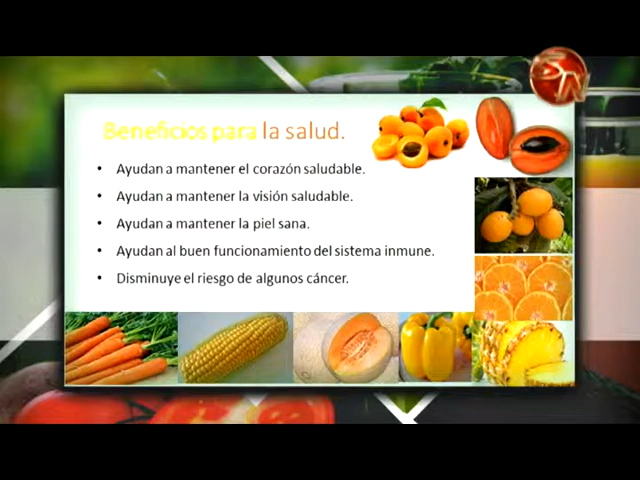 Beneficios para la salud.
• Ayudan a mantener el corazón saludable.
• Ayudan a mantener la visión saludable.
• Ayudan a mantener la piel sana.
• Ayudan al buen funcionamiento del sistema inmune.
• Disminuye el riesgo de algunos cáncer.